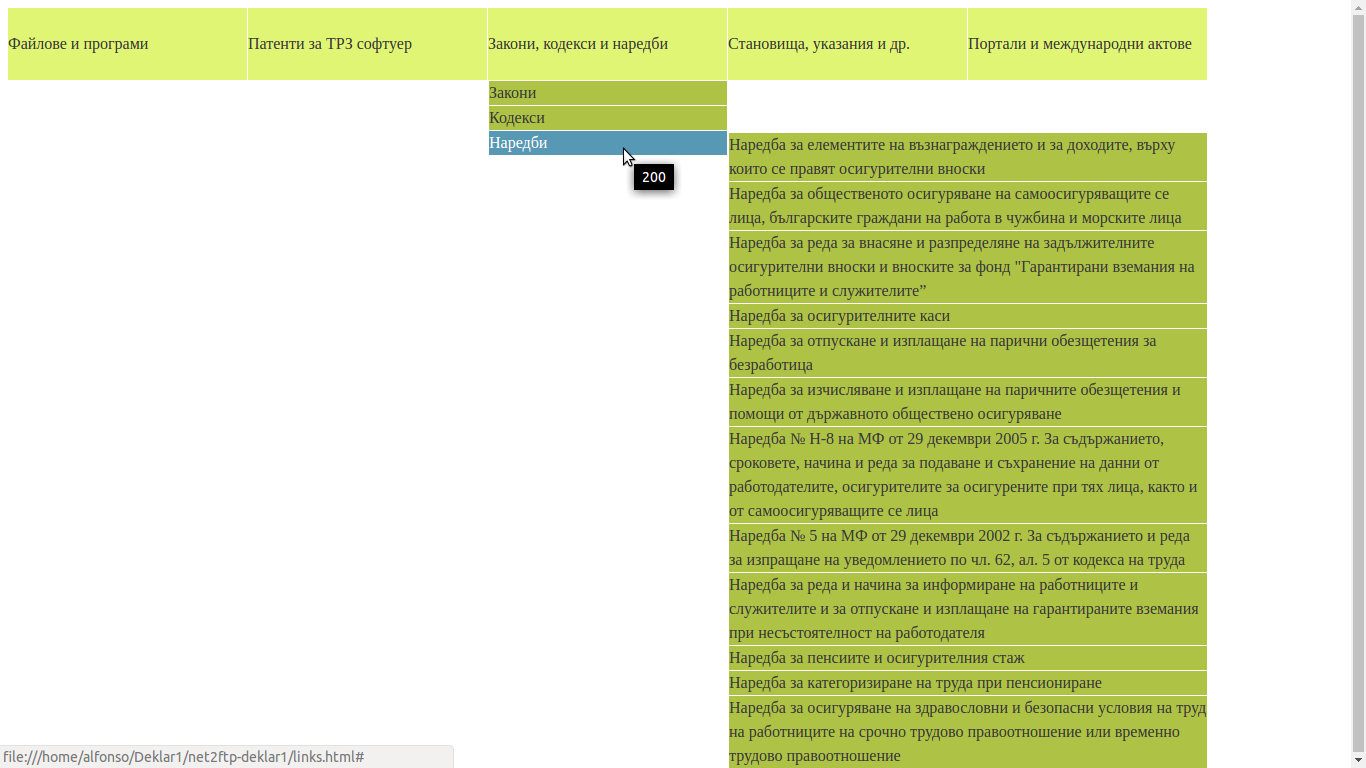 Файлове и програми
Патенти за ТРЗ софтуер
Закони, кодекси и наредби
Становища, указания и др.
Портали и международни актове
Закони
Кодекси
Наредби
200
Наредба за елементите на възнаграждението и за доходите, върху
които се правят осигурителни вноски
Наредба за общественото осигуряване на самоосигуряващите се
лица, българските граждани на работа в чужбина и морските лица
Наредба за реда за внасяне и разпределяне на задължителните
осигурителни вноски и вноските за фонд "Гарантирани вземания на
работниците и служителите”
Наредба за осигурителните каси
Наредба за отпускане и изплащане на парични обезщетения за
безработица
Наредба за изчисляване и изплащане на паричните обезщетения и
помощи от държавното обществено осигуряване
Наредба № Н-8 на МФ от 29 декември 2005 г. За съдържанието,
сроковете, начина и реда за подаване и съхранение на данни от
работодателите, осигурителите за осигурените при тях лица, както и
от самоосигуряващите се лица
Наредба № 5 на МФ от 29 декември 2002 г. За съдържанието и реда
за изпращане на уведомлението по чл. 62, ал. 5 от кодекса на труда
Наредба за реда и начина за информиране на работниците и
служителите и за отпускане и изплащане на гарантираните вземания
при несъстоятелност на работодателя
Наредба за пенсиите и осигурителния стаж
Наредба за категоризиране на труда при пенсиониране
Наредба за осигуряване на здравословни и безопасни условия на труд
на работниците на срочно трудово правоотношение или временно
трудово правоотношение
file:///home/alfonso/Deklar1/net2ftp-deklar1/links.html#